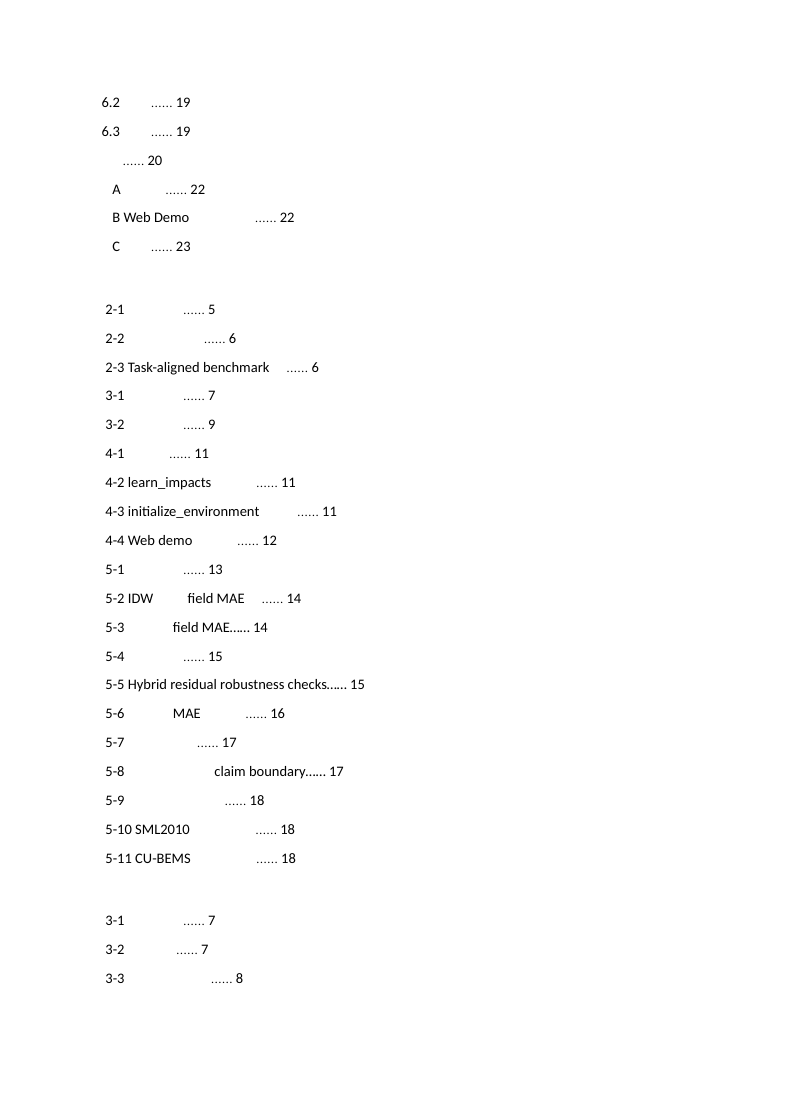 6.2 ...... 19
6.3 ...... 19
...... 20
A ...... 22
B Web Demo ...... 22
C ...... 23
2-1 ...... 5
2-2 ...... 6
2-3 Task-aligned benchmark ...... 6
3-1 ...... 7
3-2 ...... 9
4-1 ...... 11
4-2 learn_impacts ...... 11
4-3 initialize_environment ...... 11
4-4 Web demo ...... 12
5-1 ...... 13
5-2 IDW field MAE ...... 14
5-3 field MAE...... 14
5-4 ...... 15
5-5 Hybrid residual robustness checks...... 15
5-6 MAE ...... 16
5-7 ...... 17
5-8 claim boundary...... 17
5-9 ...... 18
5-10 SML2010 ...... 18
5-11 CU-BEMS ...... 18
3-1 ...... 7
3-2 ...... 7
3-3 ...... 8